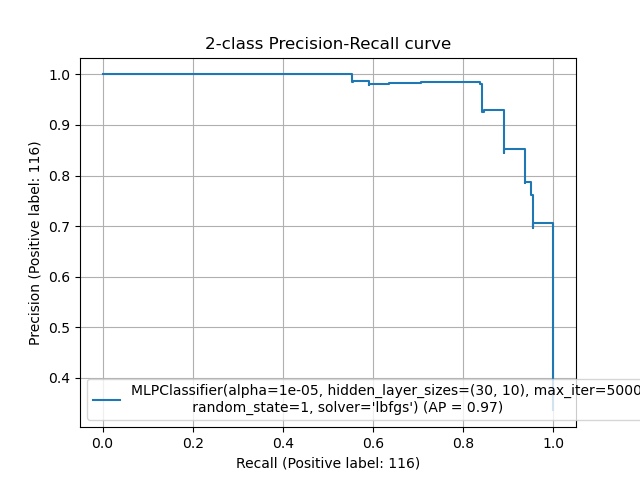 2-class Precision-Recall curve
1.0
0.9
0.8
0.7
0.6
0.5
0.4
Precision (Positive label: 116)
MLPClassifier(alpha=1e-05, hidden_layer_sizes=(30, 10), max_iter=5000
random_state=1, solver='lbfgs') (AP = 0.97)
0.0 0.2 0.4 0.6 0.8 1.0
Recall (Positive label: 116)